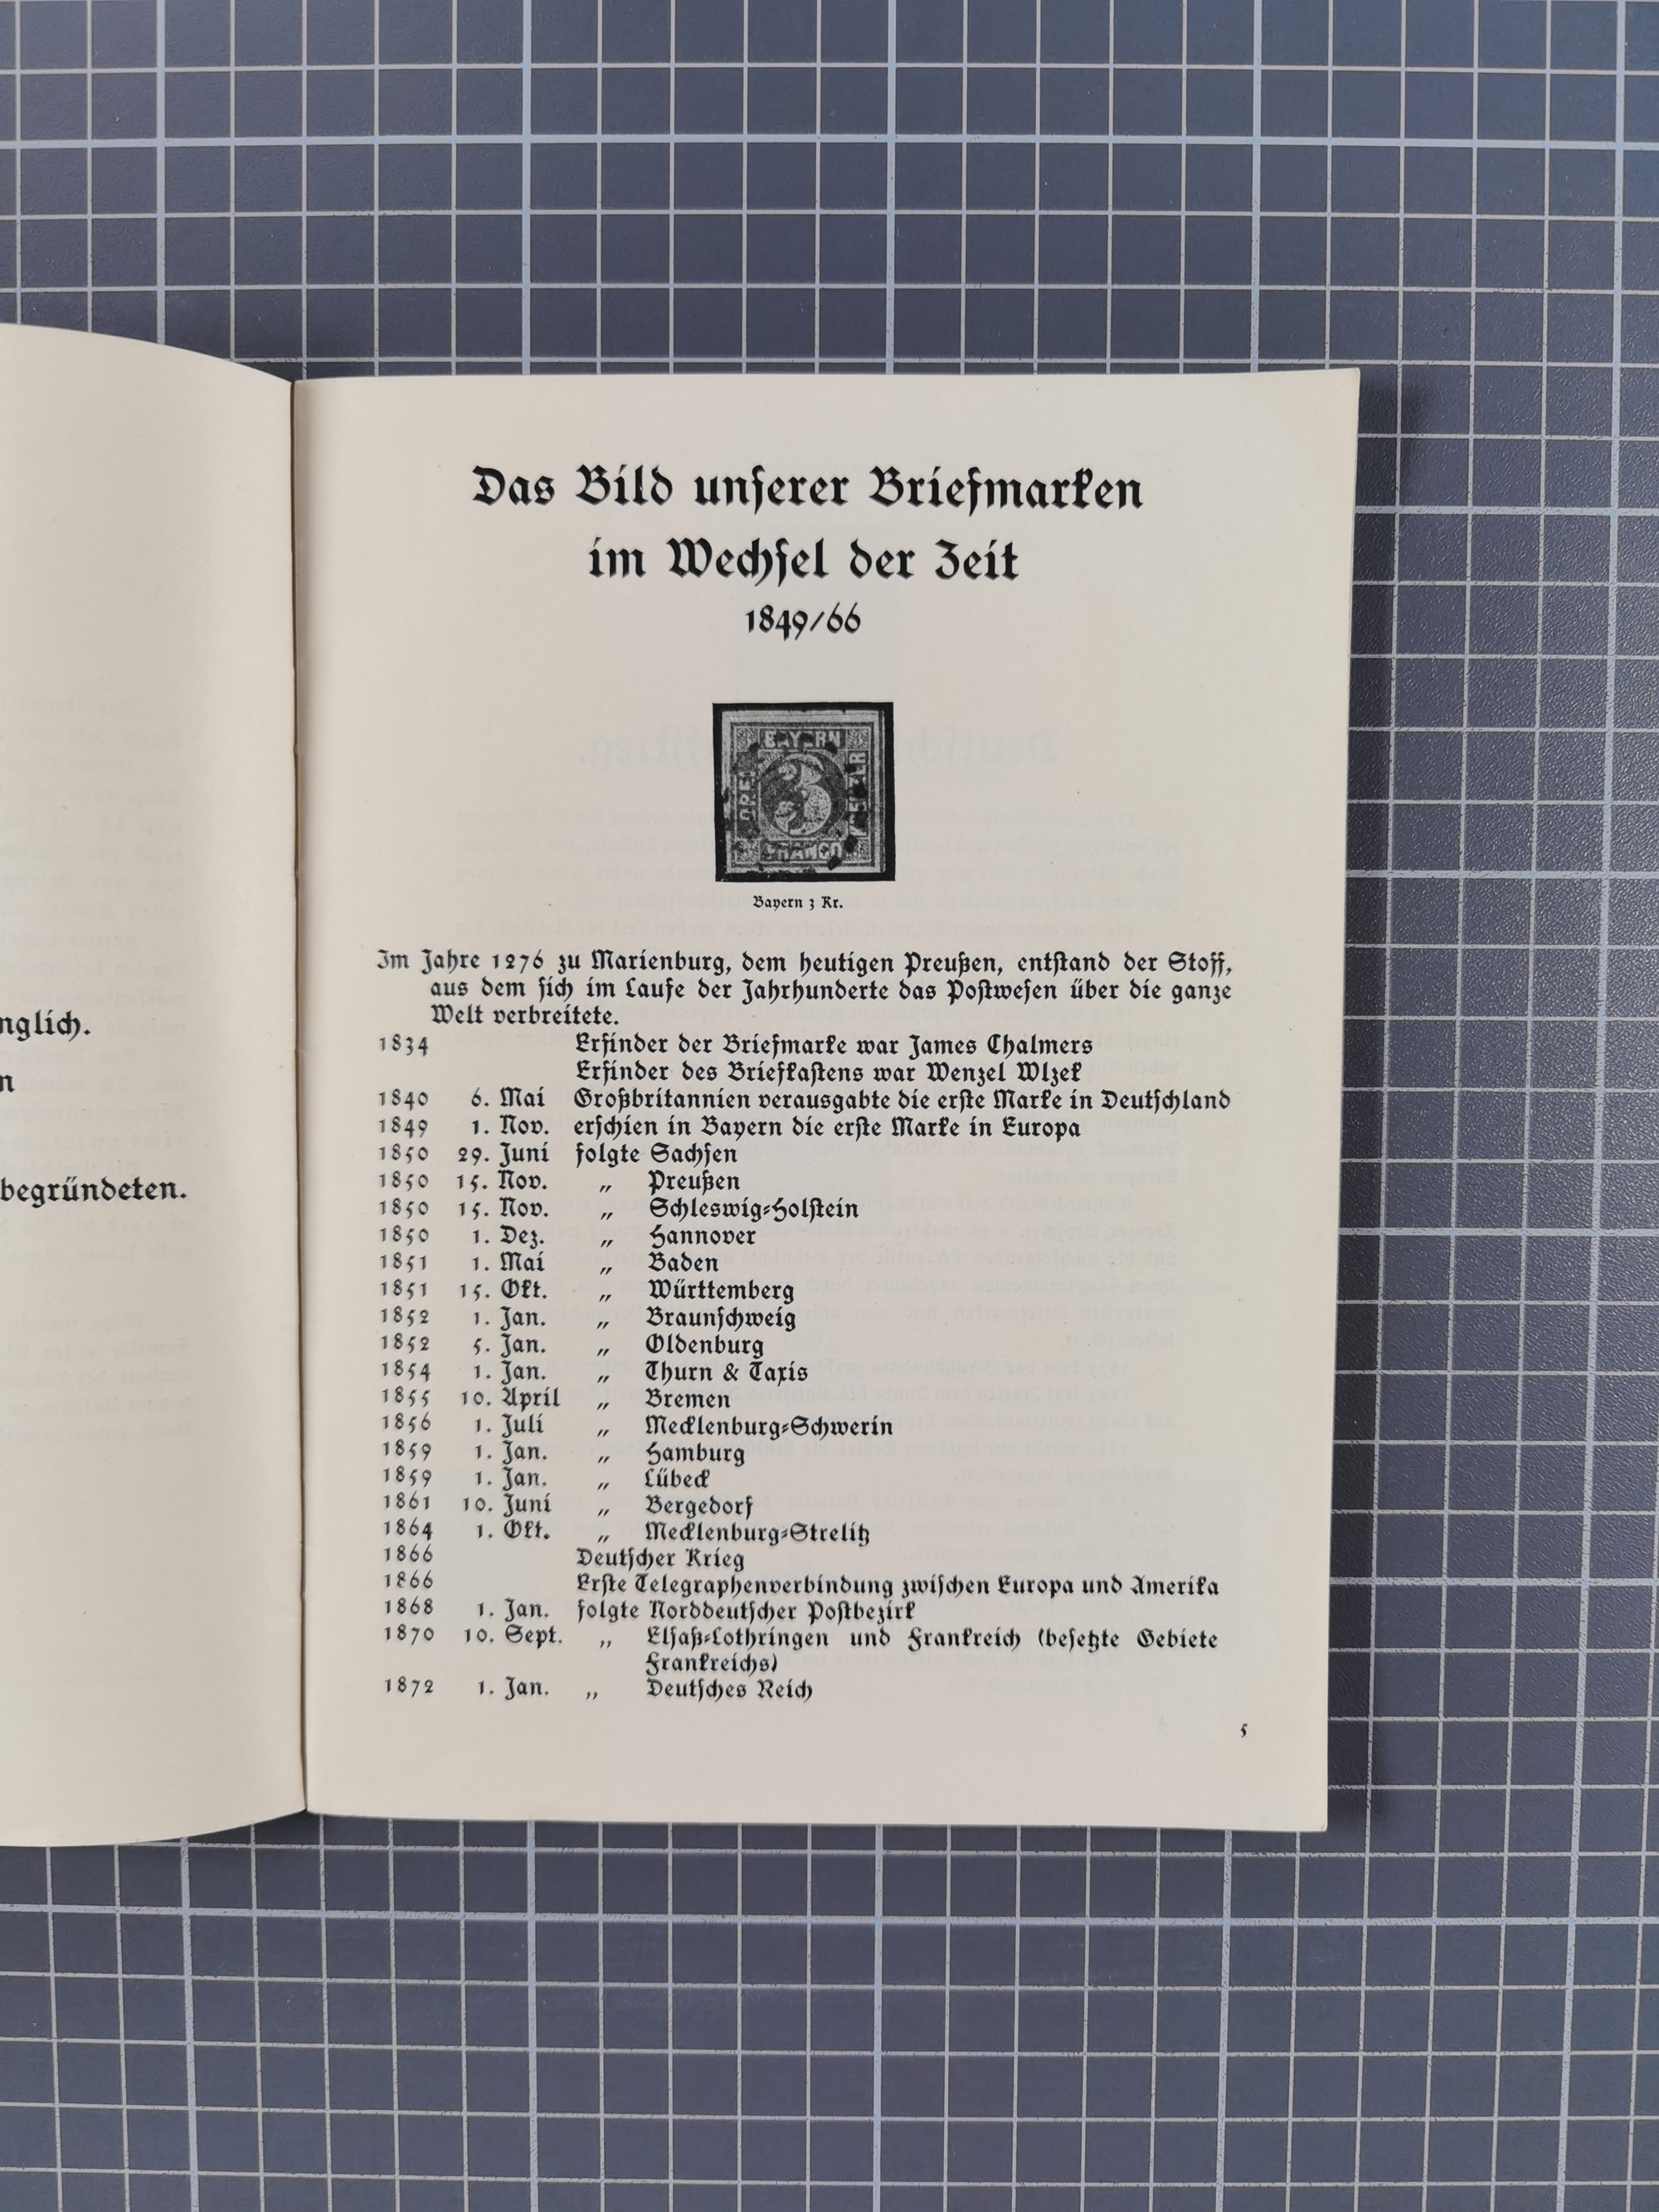 nglich.
n
begründeten.
Das Bild unserer Briefmarken
im Wechsel der Zeit
1849/66
BAYERN
DREI
FRANCO
Bayern 3 Kr.
Im Jahre 1276 zu Marienburg, dem heutigen Preußen, entstand der Stoff,
aus dem sich im Laufe der Jahrhunderte das Postwesen über die ganze
Welt verbreitete.
1834 Erfinder der Briefmarke war James Chalmers
Erfinder des Briefkastens war Wenzel Wlzek
1840 6. Mai Großbritannien verausgabte die erste Marke in Deutschland
1849 1. Nov. erschien in Bayern die erste Marke in Europa
1850 29. Juni folgte Sachsen
1850 15. Nov. „ Preußen
1850 15. Nov. „ Schleswig-Holstein
1850 1. Dez. „ Hannover
1851 1. Mai „ Baden
1851 15. Okt. „ Württemberg
1852 1. Jan. „ Braunschweig
1852 5. Jan. „ Oldenburg
1854 1. Jan. „ Thurn & Taxis
1855 10. April „ Bremen
1856 1. Juli „ Mecklenburg-Schwerin
1859 1. Jan. „ Hamburg
1859 1. Jan. „ Lübeck
1861 10. Juni „ Bergedorf
1864 1. Okt. „ Mecklenburg-Strelitz
1866 Deutscher Krieg
1866 Erste Telegraphenverbindung zwischen Europa und Amerika
1868 1. Jan. folgte Norddeutscher Postbezirk
1870 10. Sept. „ Elsaß-Lothringen und Frankreich (besetzte Gebiete
Frankreichs)
1872 1. Jan. „ Deutsches Reich
5